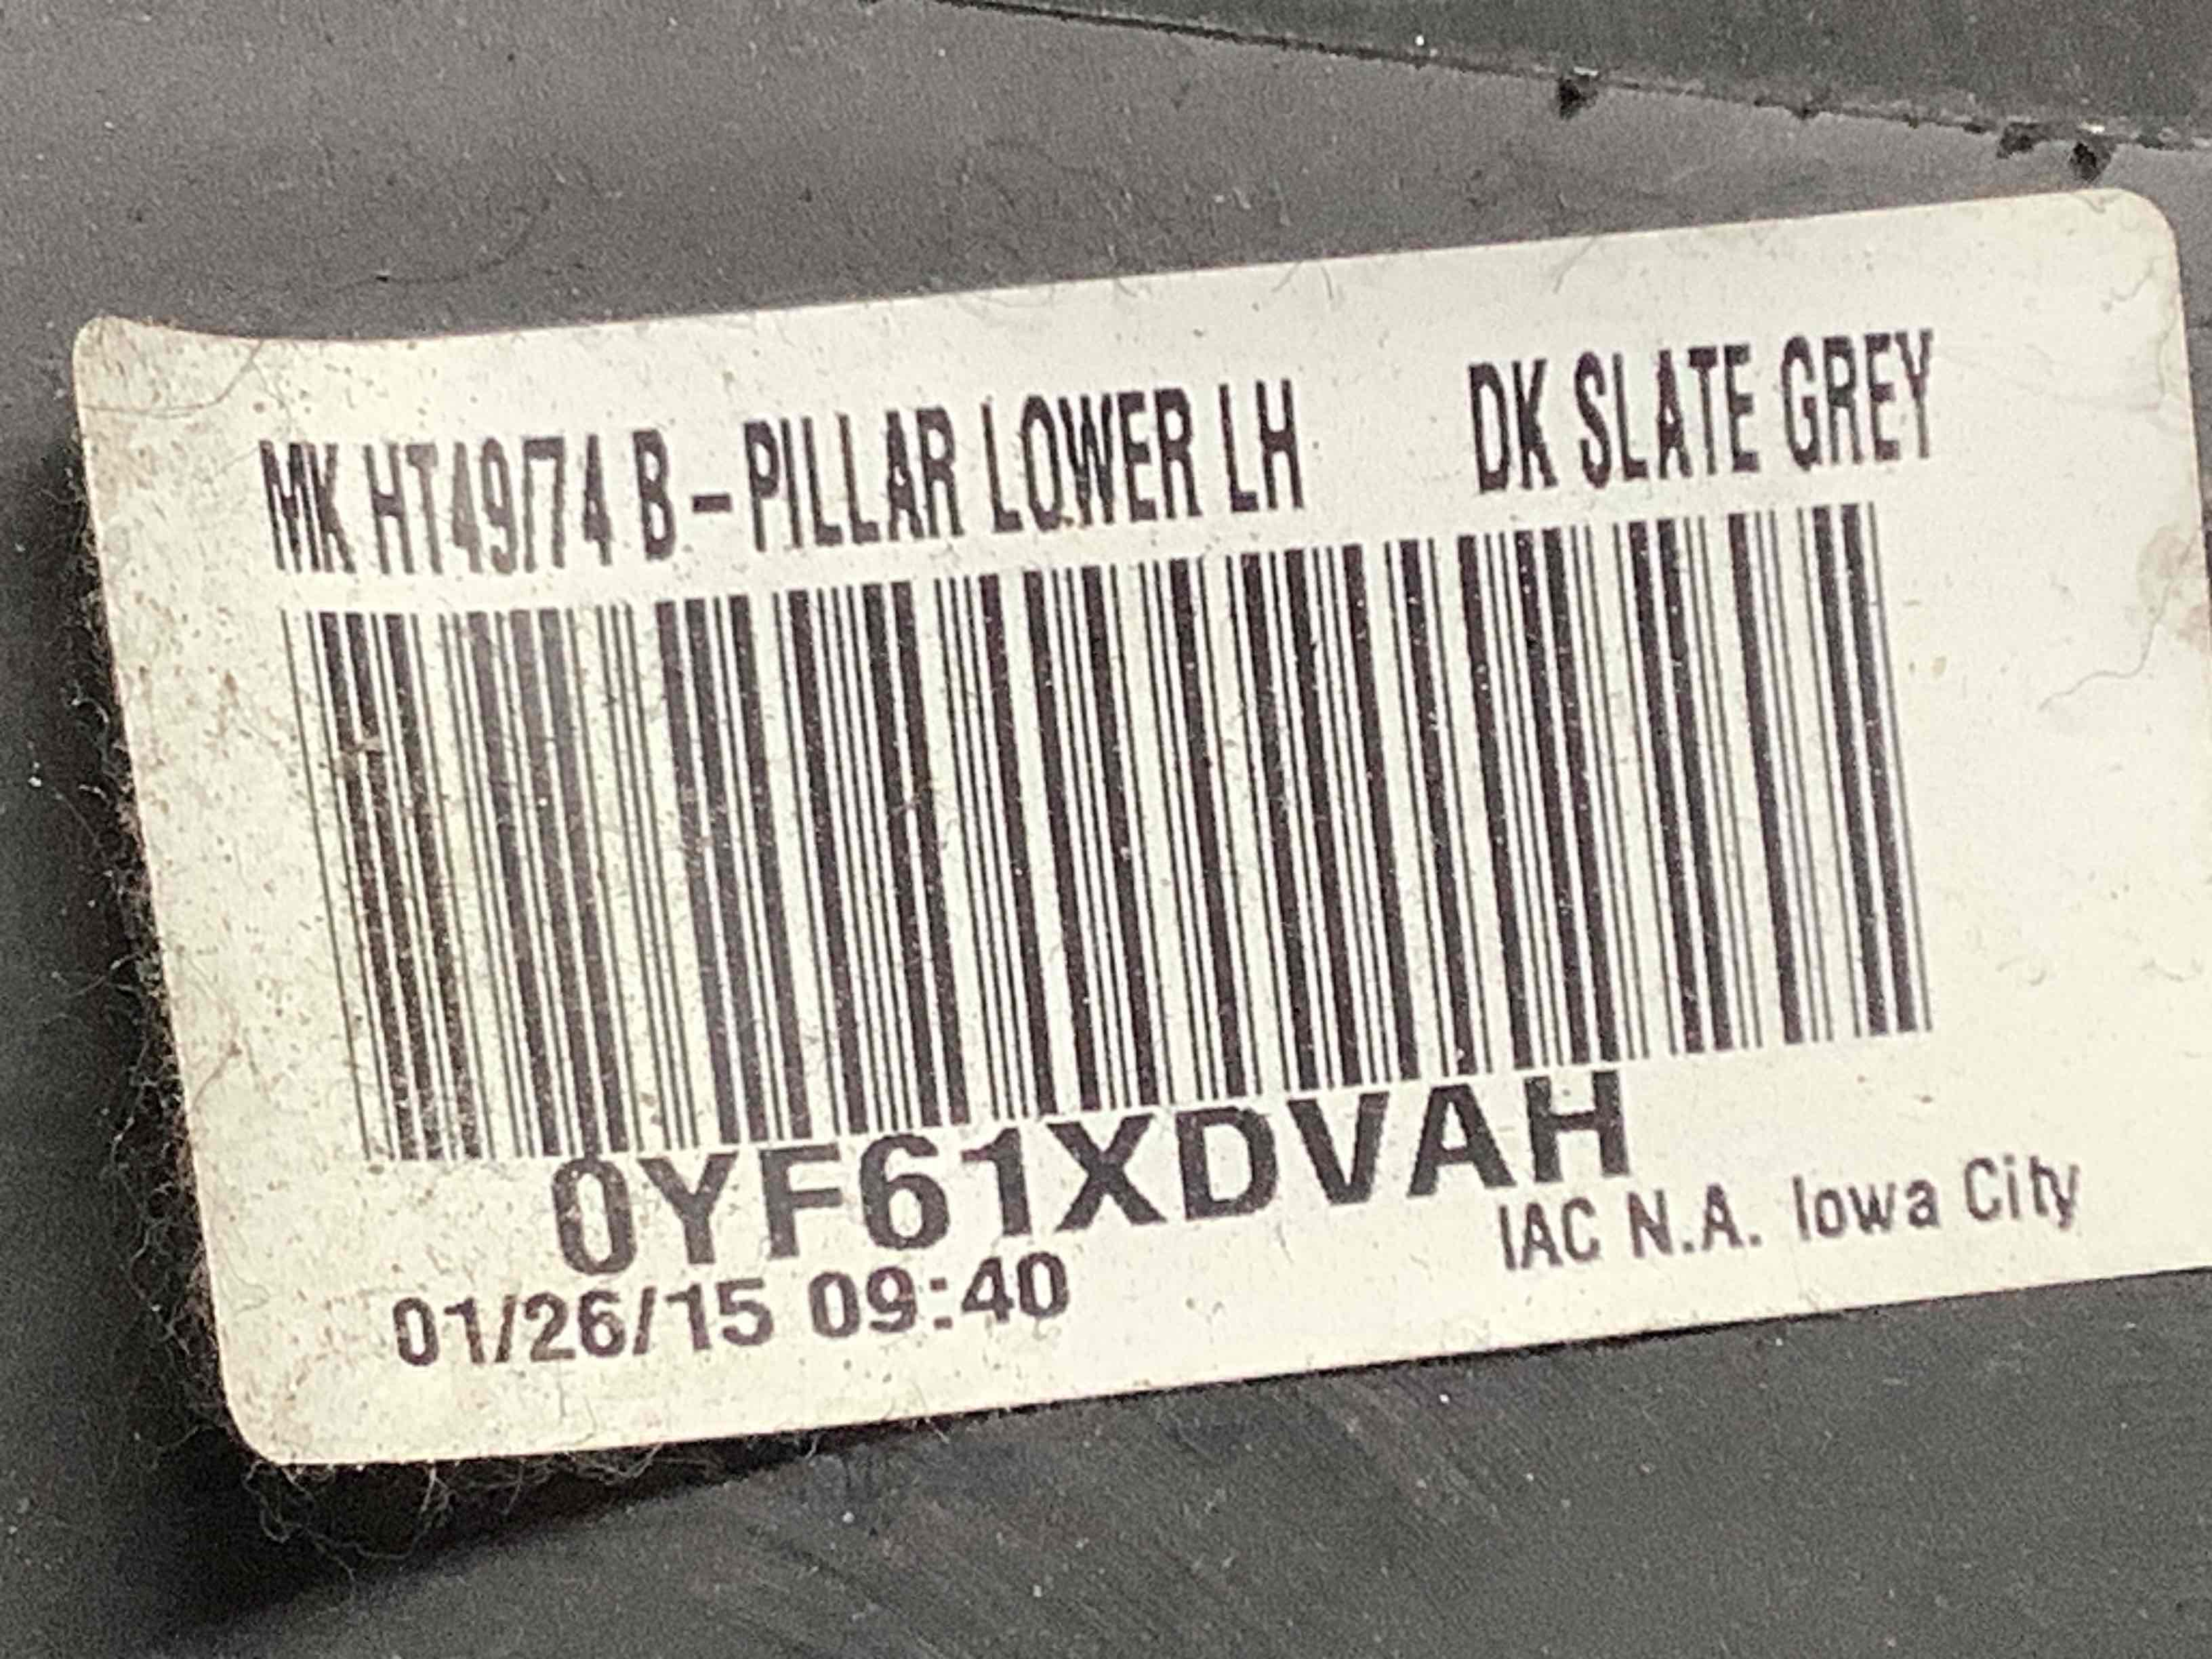 MK HT49/74 B-PILLAR LOWER LH DK SLATE GREY
0YF61XDVAH
IAC N.A. Iowa City
01/26/15 09:40